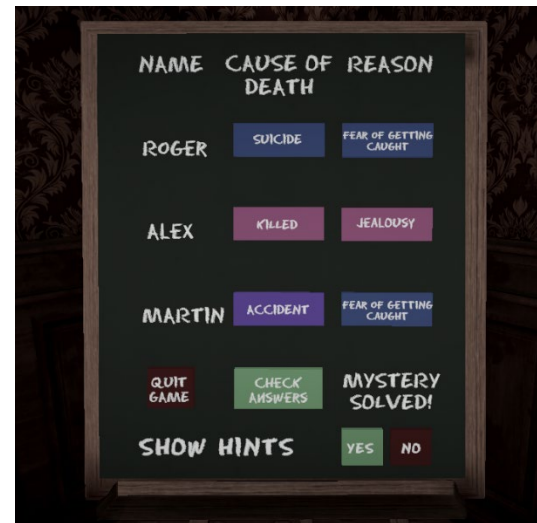 NAME CAUSE OF DEATH REASON
ROGER SUICIDE FEAR OF GETTING CAUGHT
ALEX KILLED JEALOUSY
MARTIN ACCIDENT FEAR OF GETTING CAUGHT
QUIT GAME CHECK ANSWERS MYSTERY SOLVED!
SHOW HINTS YES NO